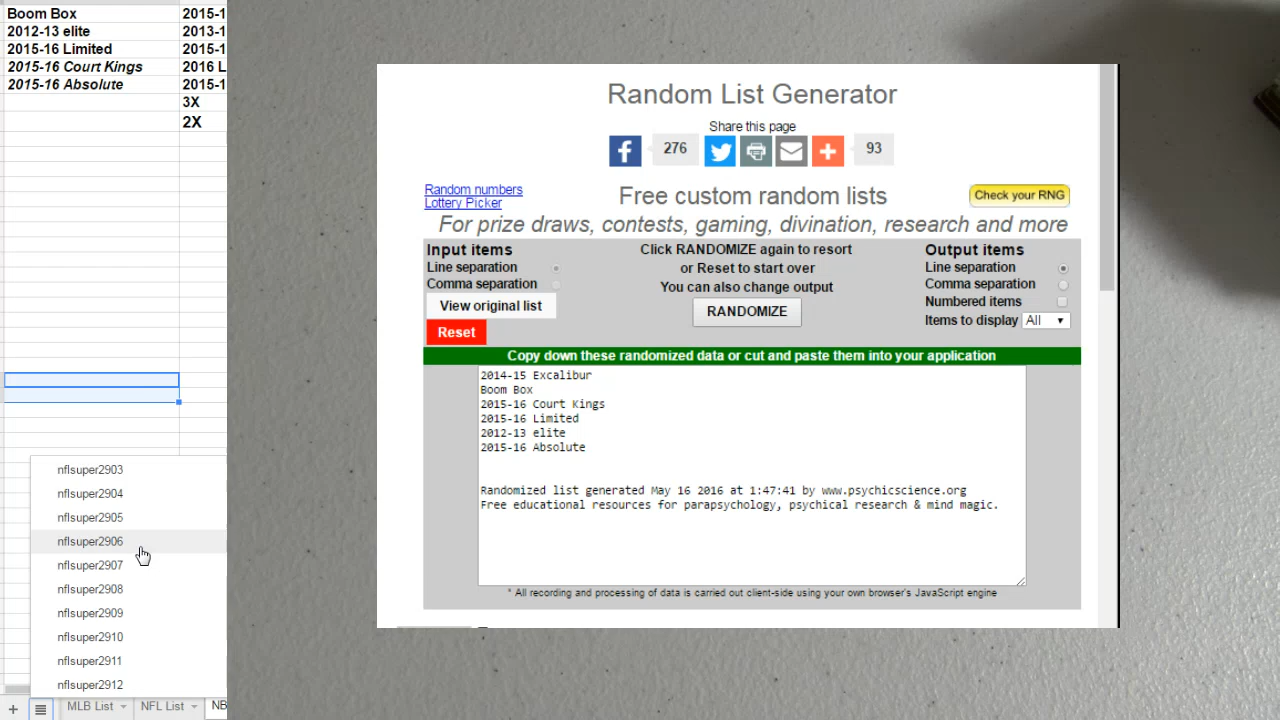 Boom Box
2015-1
2012-13 elite
2013-1
2015-16 Limited
2015-1
2015-16 Court Kings
2016 L
2015-16 Absolute
2015-1
3X
2X
nflsuper2903
nflsuper2904
nflsuper2905
nflsuper2906
nflsuper2907
nflsuper2908
nflsuper2909
nflsuper2910
nflsuper2911
nflsuper2912
+
MLB List
NFL List
NB
Random List Generator
Share this page
276
93
Random numbers
Lottery Picker
Free custom random lists
Check your RNG
For prize draws, contests, gaming, divination, research and more
Input items
Line separation
Comma separation
View original list
Reset
Click RANDOMIZE again to resort
or Reset to start over
You can also change output
RANDOMIZE
Output items
Line separation
Comma separation
Numbered items
Items to display All
Copy down these randomized data or cut and paste them into your application
2014-15 Excalibur
Boom Box
2015-16 Court Kings
2015-16 Limited
2012-13 elite
2015-16 Absolute
Randomized list generated May 16 2016 at 1:47:41 by www.psychicscience.org
Free educational resources for parapsychology, psychical research & mind magic.
* All recording and processing of data is carried out client-side using your own browser's JavaScript engine